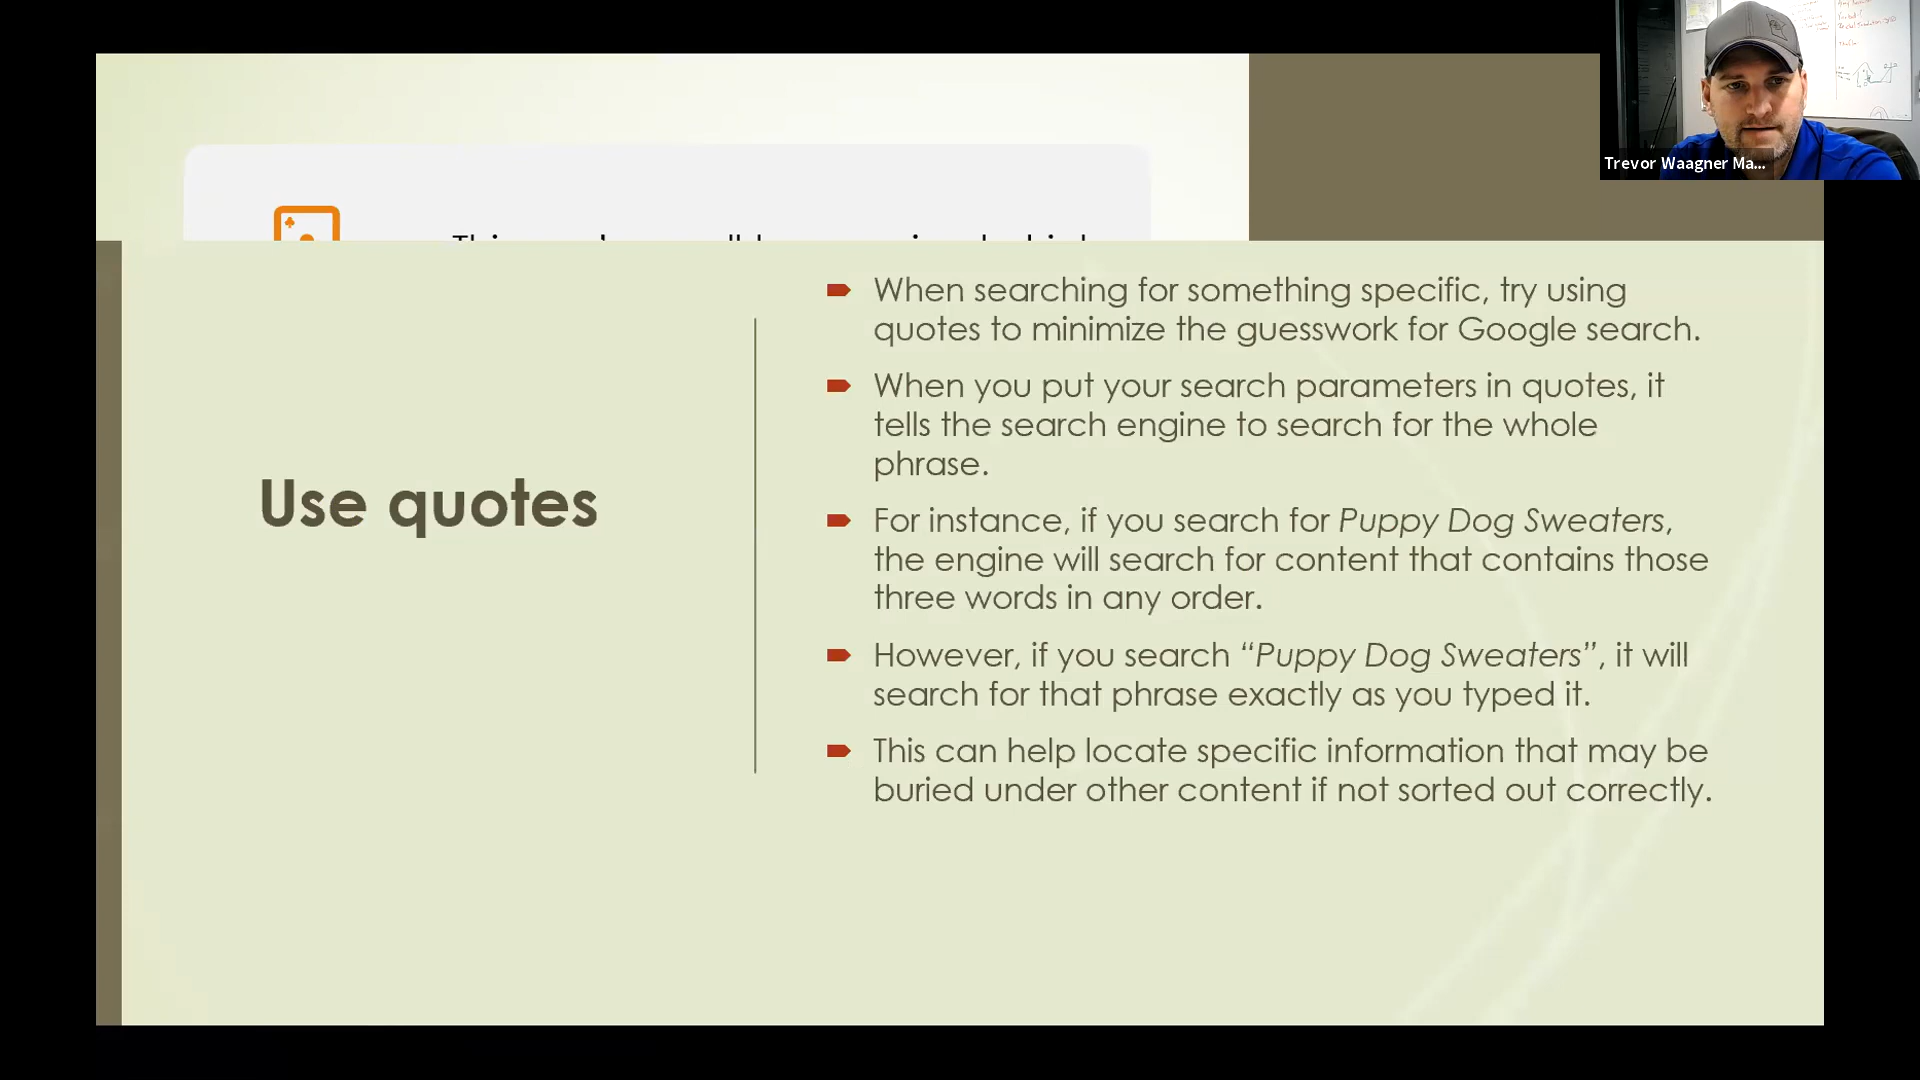 Trevor Waagner Ma...
Use quotes
When searching for something specific, try using
quotes to minimize the guesswork for Google search.
When you put your search parameters in quotes, it
tells the search engine to search for the whole
phrase.
For instance, if you search for Puppy Dog Sweaters,
the engine will search for content that contains those
three words in any order.
However, if you search “Puppy Dog Sweaters”, it will
search for that phrase exactly as you typed it.
This can help locate specific information that may be
buried under other content if not sorted out correctly.